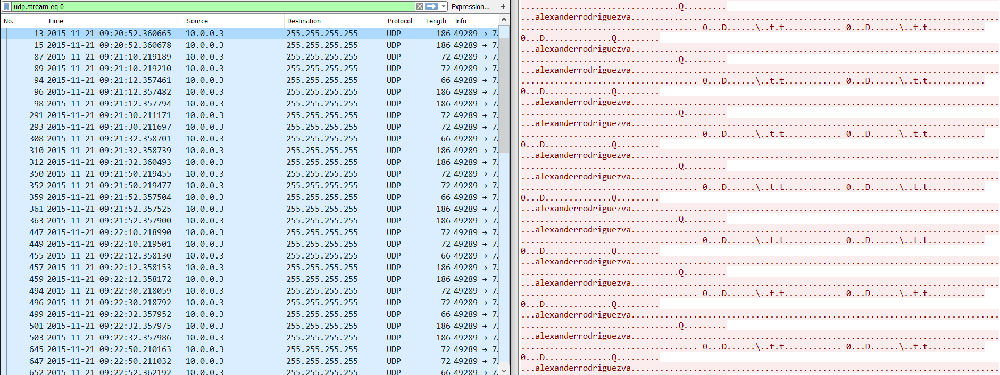 udp.stream eq 0
Expression... +
No. Time Source Destination Protocol Length Info
13 2015-11-21 09:20:52.360665 10.0.0.3 255.255.255.255 UDP 186 49289 → 7.
15 2015-11-21 09:20:52.360678 10.0.0.3 255.255.255.255 UDP 186 49289 → 7.
87 2015-11-21 09:21:10.219189 10.0.0.3 255.255.255.255 UDP 72 49289 → 7.
89 2015-11-21 09:21:10.219210 10.0.0.3 255.255.255.255 UDP 72 49289 → 7.
94 2015-11-21 09:21:12.357461 10.0.0.3 255.255.255.255 UDP 66 49289 → 7.
96 2015-11-21 09:21:12.357482 10.0.0.3 255.255.255.255 UDP 186 49289 → 7.
98 2015-11-21 09:21:12.357794 10.0.0.3 255.255.255.255 UDP 186 49289 → 7.
291 2015-11-21 09:21:30.211171 10.0.0.3 255.255.255.255 UDP 72 49289 → 7.
293 2015-11-21 09:21:30.211697 10.0.0.3 255.255.255.255 UDP 72 49289 → 7.
308 2015-11-21 09:21:32.358701 10.0.0.3 255.255.255.255 UDP 66 49289 → 7.
310 2015-11-21 09:21:32.358739 10.0.0.3 255.255.255.255 UDP 186 49289 → 7.
312 2015-11-21 09:21:32.360493 10.0.0.3 255.255.255.255 UDP 186 49289 → 7.
350 2015-11-21 09:21:50.219455 10.0.0.3 255.255.255.255 UDP 72 49289 → 7.
352 2015-11-21 09:21:50.219477 10.0.0.3 255.255.255.255 UDP 72 49289 → 7.
359 2015-11-21 09:21:52.357504 10.0.0.3 255.255.255.255 UDP 66 49289 → 7.
361 2015-11-21 09:21:52.357525 10.0.0.3 255.255.255.255 UDP 186 49289 → 7.
363 2015-11-21 09:21:52.357900 10.0.0.3 255.255.255.255 UDP 186 49289 → 7.
447 2015-11-21 09:22:10.218990 10.0.0.3 255.255.255.255 UDP 72 49289 → 7.
449 2015-11-21 09:22:10.219501 10.0.0.3 255.255.255.255 UDP 72 49289 → 7.
455 2015-11-21 09:22:12.358130 10.0.0.3 255.255.255.255 UDP 66 49289 → 7.
457 2015-11-21 09:22:12.358153 10.0.0.3 255.255.255.255 UDP 186 49289 → 7.
459 2015-11-21 09:22:12.358172 10.0.0.3 255.255.255.255 UDP 186 49289 → 7.
494 2015-11-21 09:22:30.218059 10.0.0.3 255.255.255.255 UDP 72 49289 → 7.
496 2015-11-21 09:22:30.218792 10.0.0.3 255.255.255.255 UDP 72 49289 → 7.
499 2015-11-21 09:22:32.357952 10.0.0.3 255.255.255.255 UDP 66 49289 → 7.
501 2015-11-21 09:22:32.357975 10.0.0.3 255.255.255.255 UDP 186 49289 → 7.
503 2015-11-21 09:22:32.357986 10.0.0.3 255.255.255.255 UDP 186 49289 → 7.
645 2015-11-21 09:22:50.210163 10.0.0.3 255.255.255.255 UDP 72 49289 → 7.
647 2015-11-21 09:22:50.211032 10.0.0.3 255.255.255.255 UDP 72 49289 → 7.
652 2015-11-21 09:22:52.362192 10.0.0.3 255.255.255.255 UDP 66 49289 → 7.
.................................Q.........
...alexanderrodriguezva.............................................................................
..................................... 0...D......\..t.t............ 0...D......\..t.t............
0...D..............Q.........
...alexanderrodriguezva.............................................................................
.................................Q.........
...alexanderrodriguezva.............................................................................
..................................... 0...D......\..t.t............ 0...D......\..t.t............
0...D..............Q.........
...alexanderrodriguezva.............................................................................
.................................Q.........
...alexanderrodriguezva.............................................................................
..................................... 0...D......\..t.t............ 0...D......\..t.t............
0...D..............Q.........
...alexanderrodriguezva.............................................................................
.................................Q.........
...alexanderrodriguezva.............................................................................
..................................... 0...D......\..t.t............ 0...D......\..t.t............
0...D..............Q.........
...alexanderrodriguezva.............................................................................
.................................Q.........
...alexanderrodriguezva.............................................................................
..................................... 0...D......\..t.t............ 0...D......\..t.t............
0...D..............Q.........
...alexanderrodriguezva.............................................................................
.................................Q.........
...alexanderrodriguezva.............................................................................
..................................... 0...D......\..t.t............ 0...D......\..t.t............
0...D..............Q.........
...alexanderrodriguezva.............................................................................
.................................Q.........
...alexanderrodriguezva.............................................................................
..................................... 0...D......\..t.t............ 0...D......\..t.t............
0...D..............Q.........
...alexanderrodriguezva.............................................................................